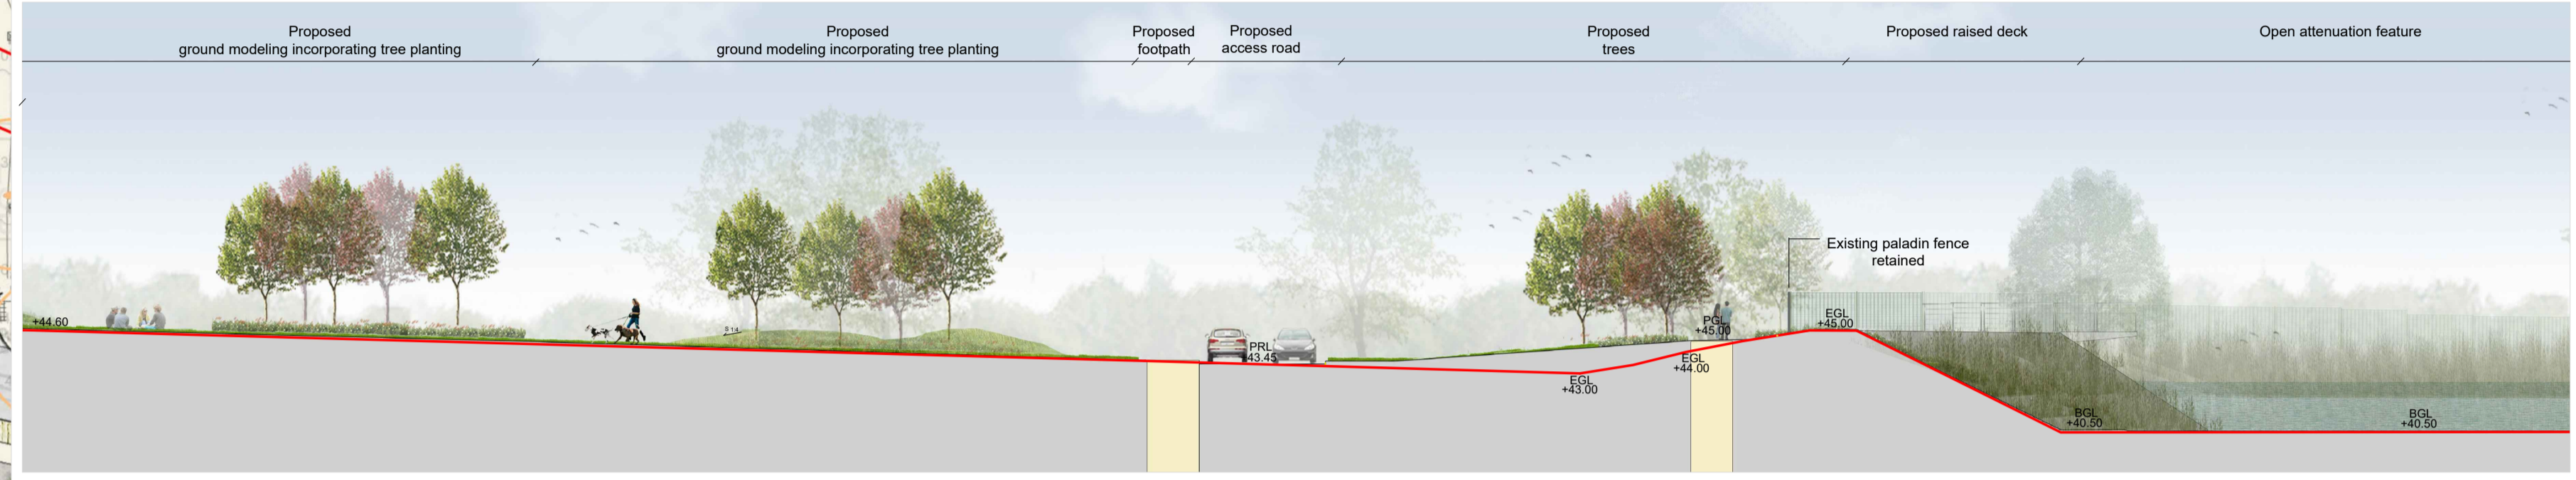 Proposed
ground modeling incorporating tree planting
Proposed
ground modeling incorporating tree planting
Proposed
footpath
Proposed
access road
Proposed
trees
Proposed raised deck
Open attenuation feature
Existing paladin fence
retained
+44.60
S 1:4
PRL
43.45
EGL
+43.00
EGL
+44.00
PGL
+45.00
EGL
+45.00
BGL
+40.50
BGL
+40.50